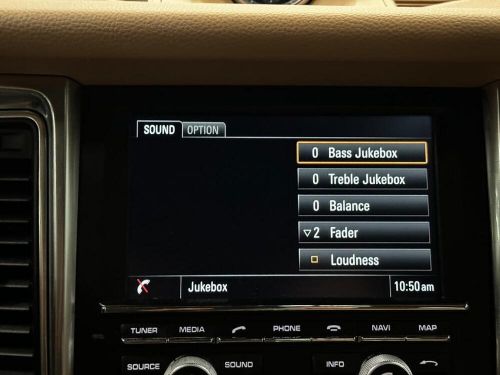 SOUND OPTION
0 Bass Jukebox
0 Treble Jukebox
0 Balance
▽2 Fader
Loudness
Jukebox 10:50am
TUNER MEDIA PHONE NAVI MAP
SOURCE SOUND INFO